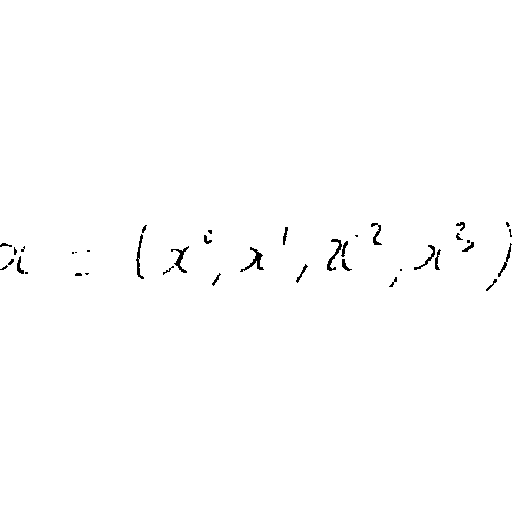 x = (x⁰, x¹, x², x³)